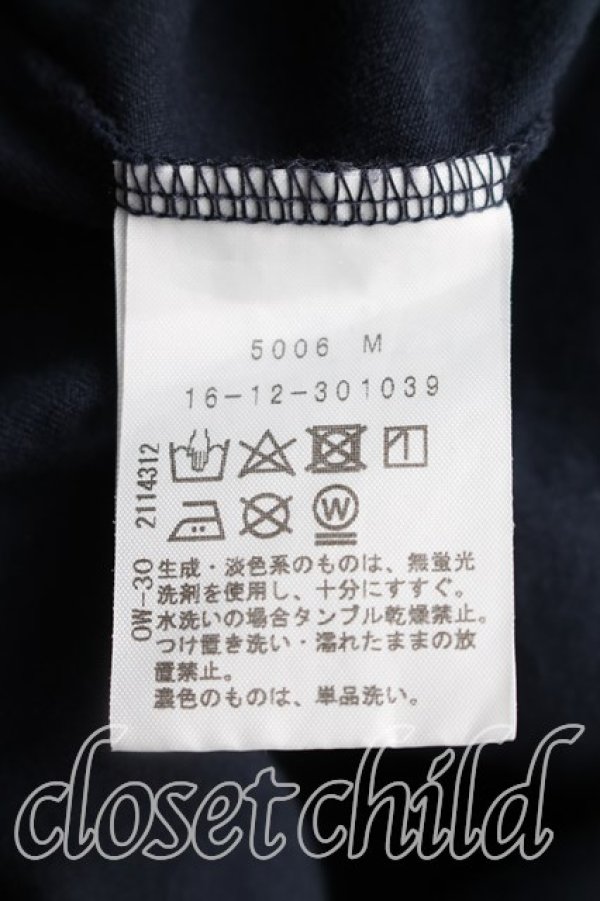 5006 M
16-12-301039
W
OW-30 2114312
生成・淡色系のものは、無蛍光
洗剤を使用し、十分にすすぐ。
水洗いの場合タンブル乾燥禁止。
つけ置き洗い・濡れたままの放
置禁止。
濃色のものは、単品洗い。
closet child